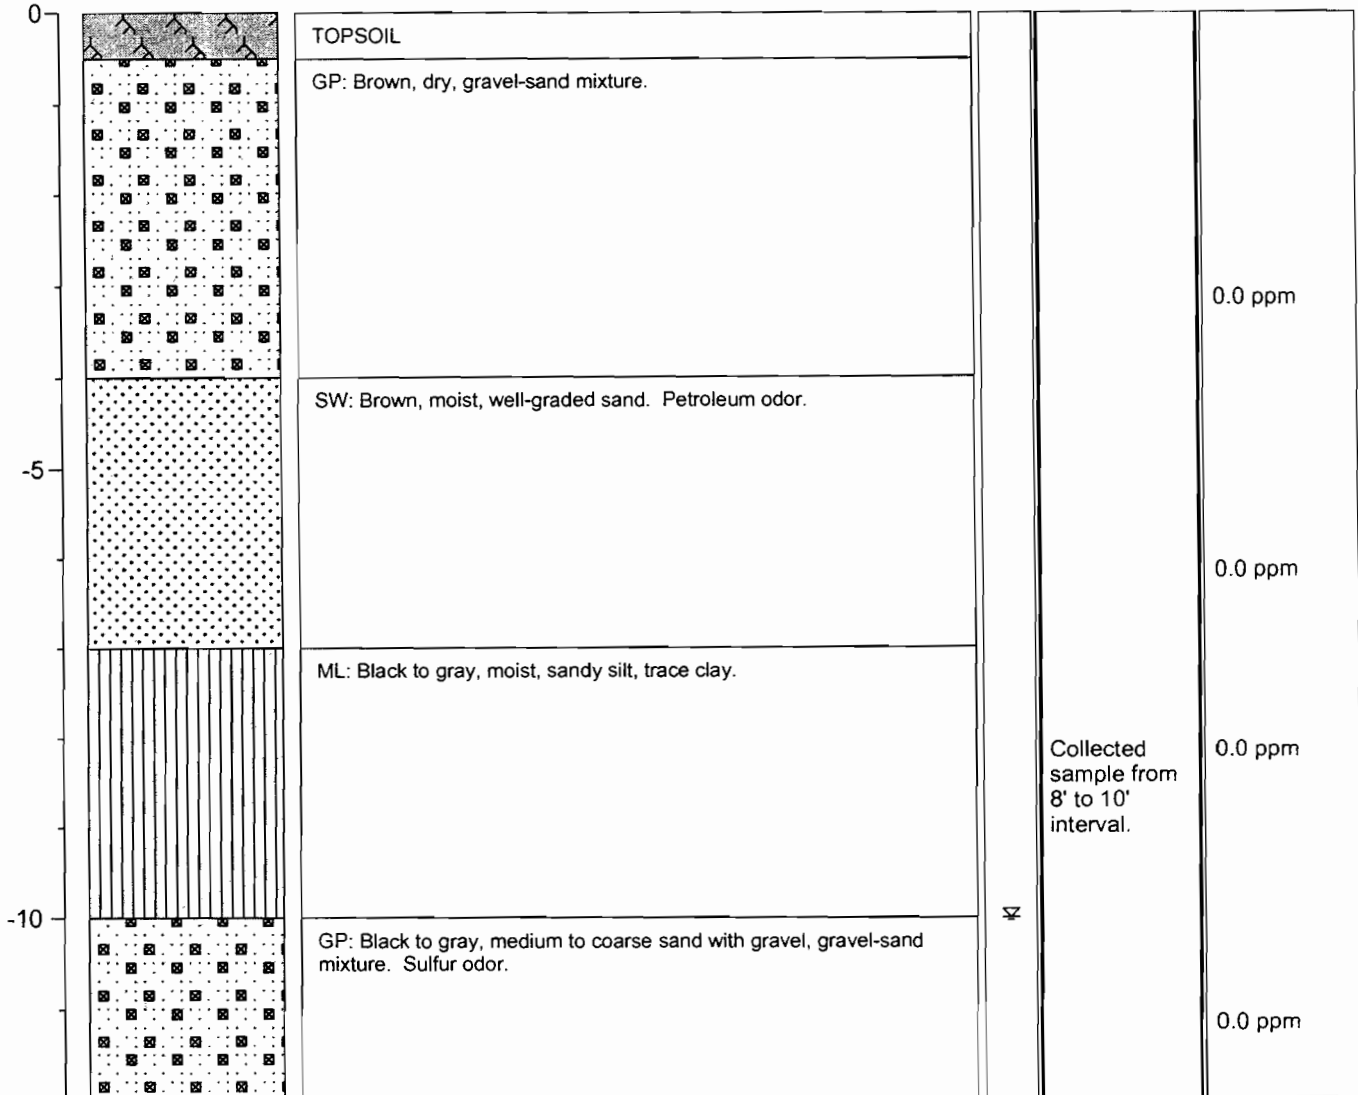 0
TOPSOIL
GP: Brown, dry, gravel-sand mixture.
0.0 ppm
SW: Brown, moist, well-graded sand. Petroleum odor.
-5
0.0 ppm
ML: Black to gray, moist, sandy silt, trace clay.
Collected
sample from
8' to 10'
interval.
0.0 ppm
-10
GP: Black to gray, medium to coarse sand with gravel, gravel-sand
mixture. Sulfur odor.
0.0 ppm